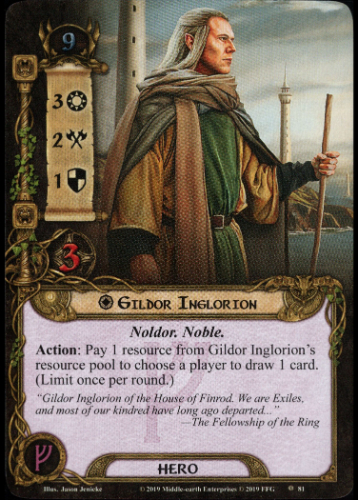 9
3
2
1
3
GILDOR INGLORION
Noldor. Noble.
Action: Pay 1 resource from Gildor Inglorion's
resource pool to choose a player to draw 1 card.
(Limit once per round.)
"Gildor Inglorion of the House of Finrod. We are Exiles,
and most of our kindred have long ago departed..."
—The Fellowship of the Ring
HERO
Illus. Jason Jenicke © 2019 Middle-earth Enterprises © 2019 FFG 81